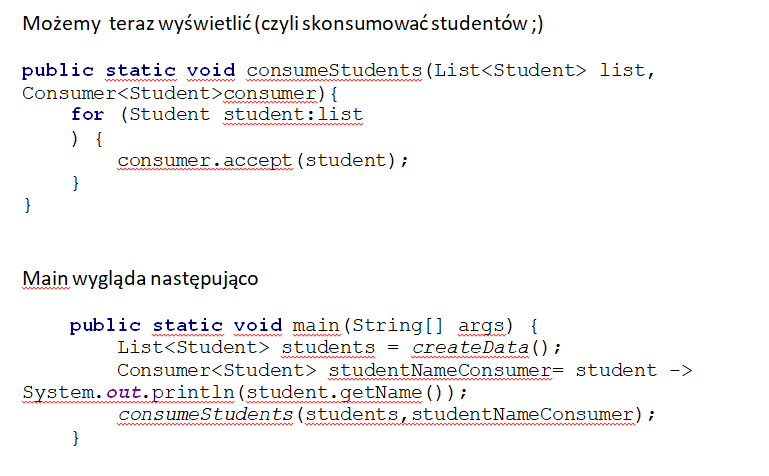 Możemy teraz wyświetlić (czyli skonsumować studentów ;)
public static void consumeStudents(List<Student> list,
Consumer<Student>consumer){
    for (Student student:list
    ) {
        consumer.accept(student);
    }
}
Main wygląda następująco
    public static void main(String[] args) {
        List<Student> students = createData();
        Consumer<Student> studentNameConsumer= student ->
System.out.println(student.getName());
        consumeStudents(students,studentNameConsumer);
    }